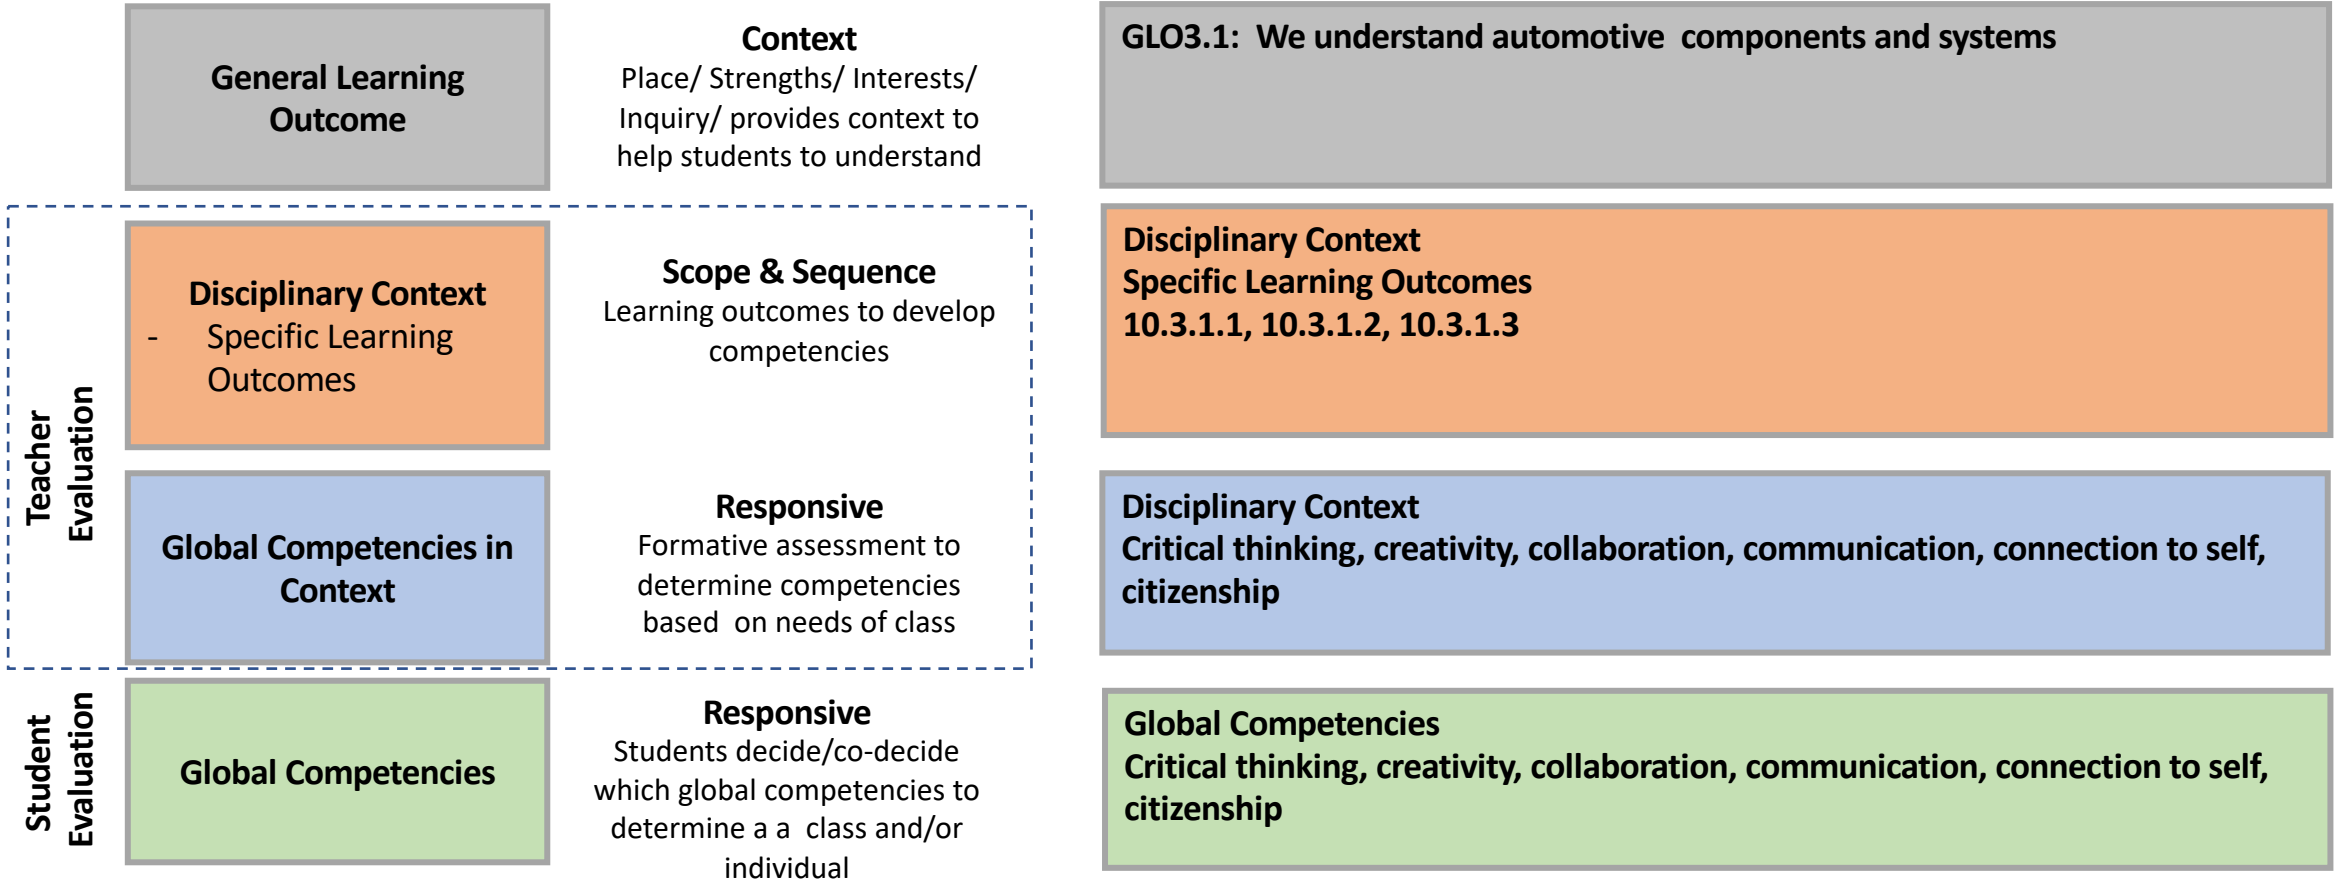 General Learning
Outcome
Context
Place/ Strengths/ Interests/
Inquiry/ provides context to
help students to understand
GLO3.1:  We understand automotive  components and systems
Teacher
Evaluation
Disciplinary Context
-    Specific Learning
Outcomes
Scope & Sequence
Learning outcomes to develop
competencies
Disciplinary Context
Specific Learning Outcomes
10.3.1.1, 10.3.1.2, 10.3.1.3
Global Competencies in
Context
Responsive
Formative assessment to
determine competencies
based  on needs of class
Disciplinary Context
Critical thinking, creativity, collaboration, communication, connection to self,
citizenship
Student
Evaluation
Global Competencies
Responsive
Students decide/co-decide
which global competencies to
determine a a  class and/or
individual
Global Competencies
Critical thinking, creativity, collaboration, communication, connection to self,
citizenship